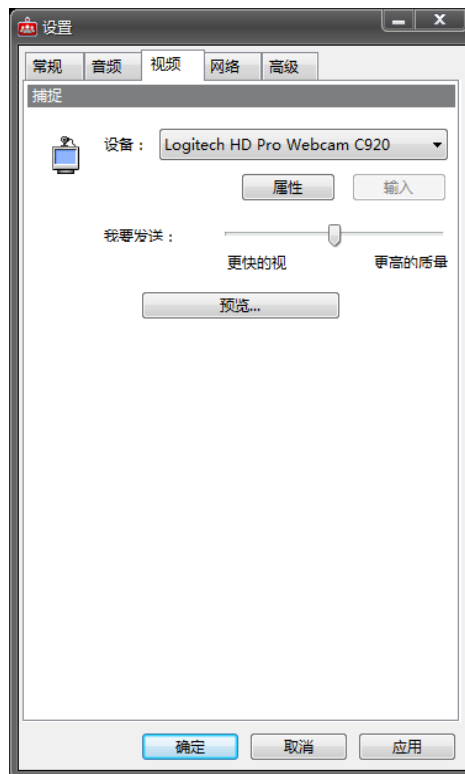 设置
常规 音频 视频 网络 高级
捕捉
设备： Logitech HD Pro Webcam C920
属性 输入
我要发送：
更快的视 更高的质量
预览...
确定 取消 应用